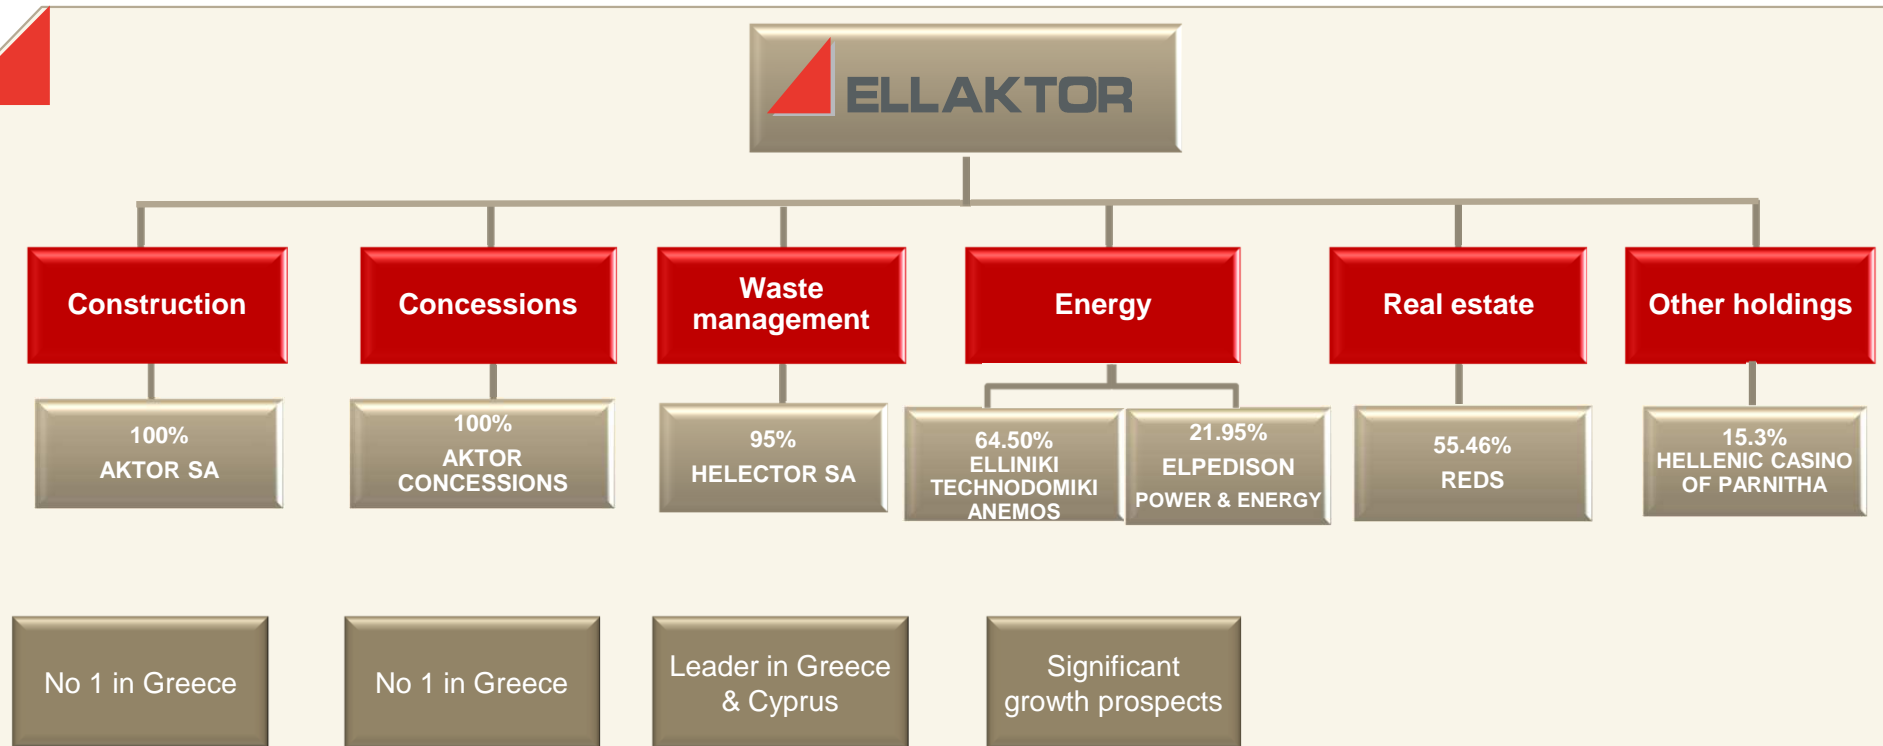 ELLAKTOR
Construction
Concessions
Waste
management
Energy
Real estate
Other holdings
100%
AKTOR SA
100%
AKTOR
CONCESSIONS
95%
HELECTOR SA
64.50%
ELLINIKI
TECHNODOMIKI
ANEMOS
21.95%
ELPEDISON
POWER & ENERGY
55.46%
REDS
15.3%
HELLENIC CASINO
OF PARNITHA
No 1 in Greece
No 1 in Greece
Leader in Greece
& Cyprus
Significant
growth prospects